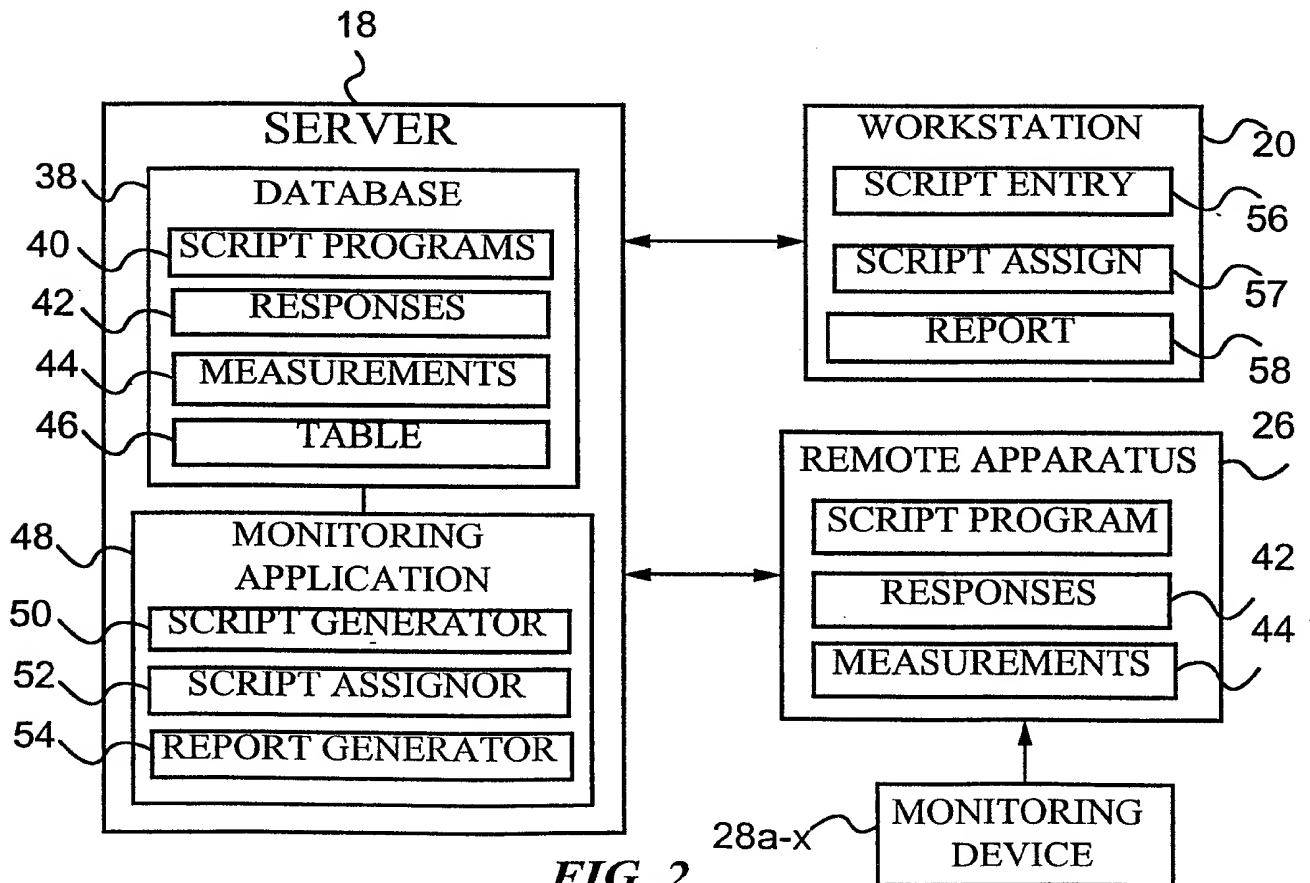 18
SERVER
38
DATABASE
40
SCRIPT PROGRAMS
42
RESPONSES
44
MEASUREMENTS
46
TABLE
48
MONITORING
APPLICATION
50
SCRIPT GENERATOR
52
SCRIPT ASSIGNOR
54
REPORT GENERATOR
WORKSTATION
20
SCRIPT ENTRY
56
SCRIPT ASSIGN
57
REPORT
58
26
REMOTE APPARATUS
SCRIPT PROGRAM
42
RESPONSES
44
MEASUREMENTS
28a-x
MONITORING
DEVICE
FIG. 2